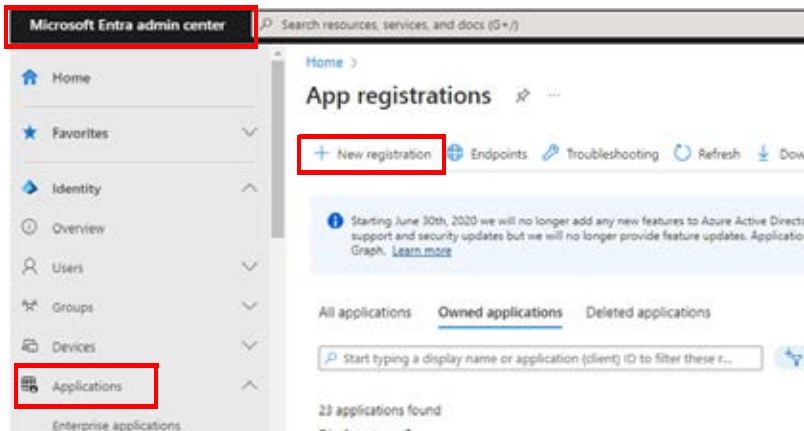 Microsoft Entra admin center
Search resources, services, and docs (G+/)
Home
Favorites
Identity
Overview
Users
Groups
Devices
Applications
Enterprise applications
Home >
App registrations ...
+ New registration Endpoints Troubleshooting Refresh
Starting June 30th, 2020 we will no longer add any new features to Azure Active
support and security updates but we will no longer provide feature updates.
Graph. Learn more
All applications Owned applications Deleted applications
Start typing a display name or application (client) ID to filter these r...
23 applications found